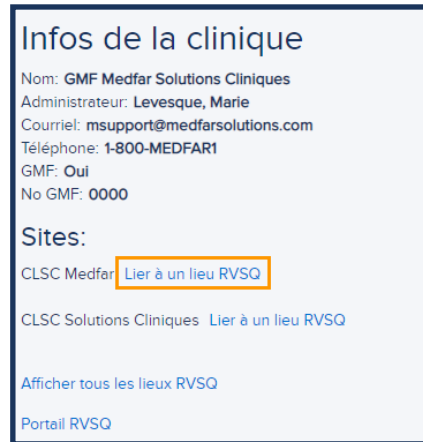 Infos de la clinique
Nom: GMF Medfar Solutions Cliniques
Administrateur: Levesque, Marie
Courriel: msupport@medfarsolutions.com
Téléphone: 1-800-MEDFAR1
GMF: Oui
No GMF: 0000
Sites:
CLSC Medfar Lier à un lieu RVSQ
CLSC Solutions Cliniques Lier à un lieu RVSQ
Afficher tous les lieux RVSQ
Portail RVSQ